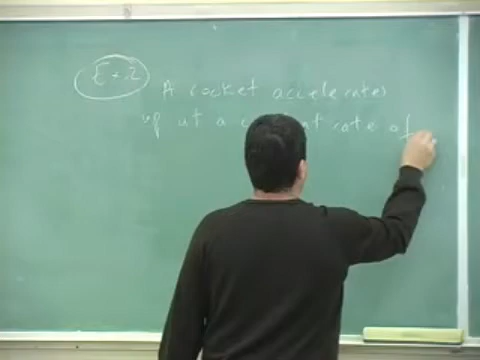 Ex. 2
A rocket accelerates
up at a rate of